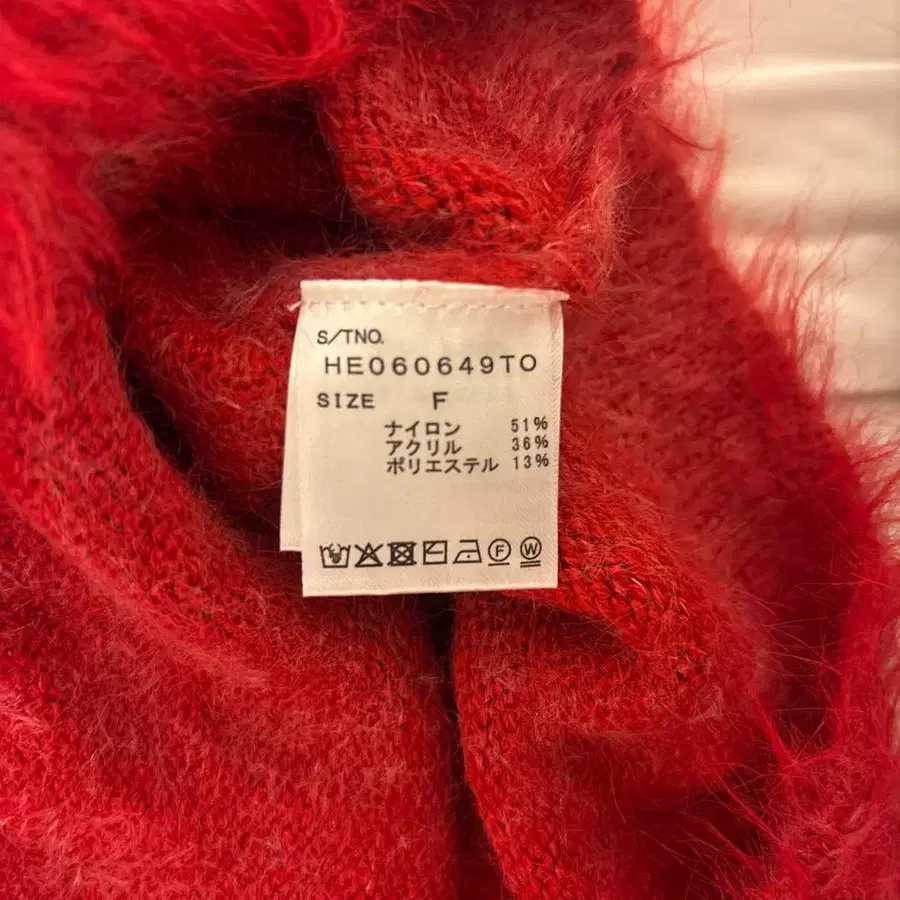 S/TNO.
HE060649TO
SIZE F
ナイロン 51%
アクリル 36%
ポリエステル 13%
F W